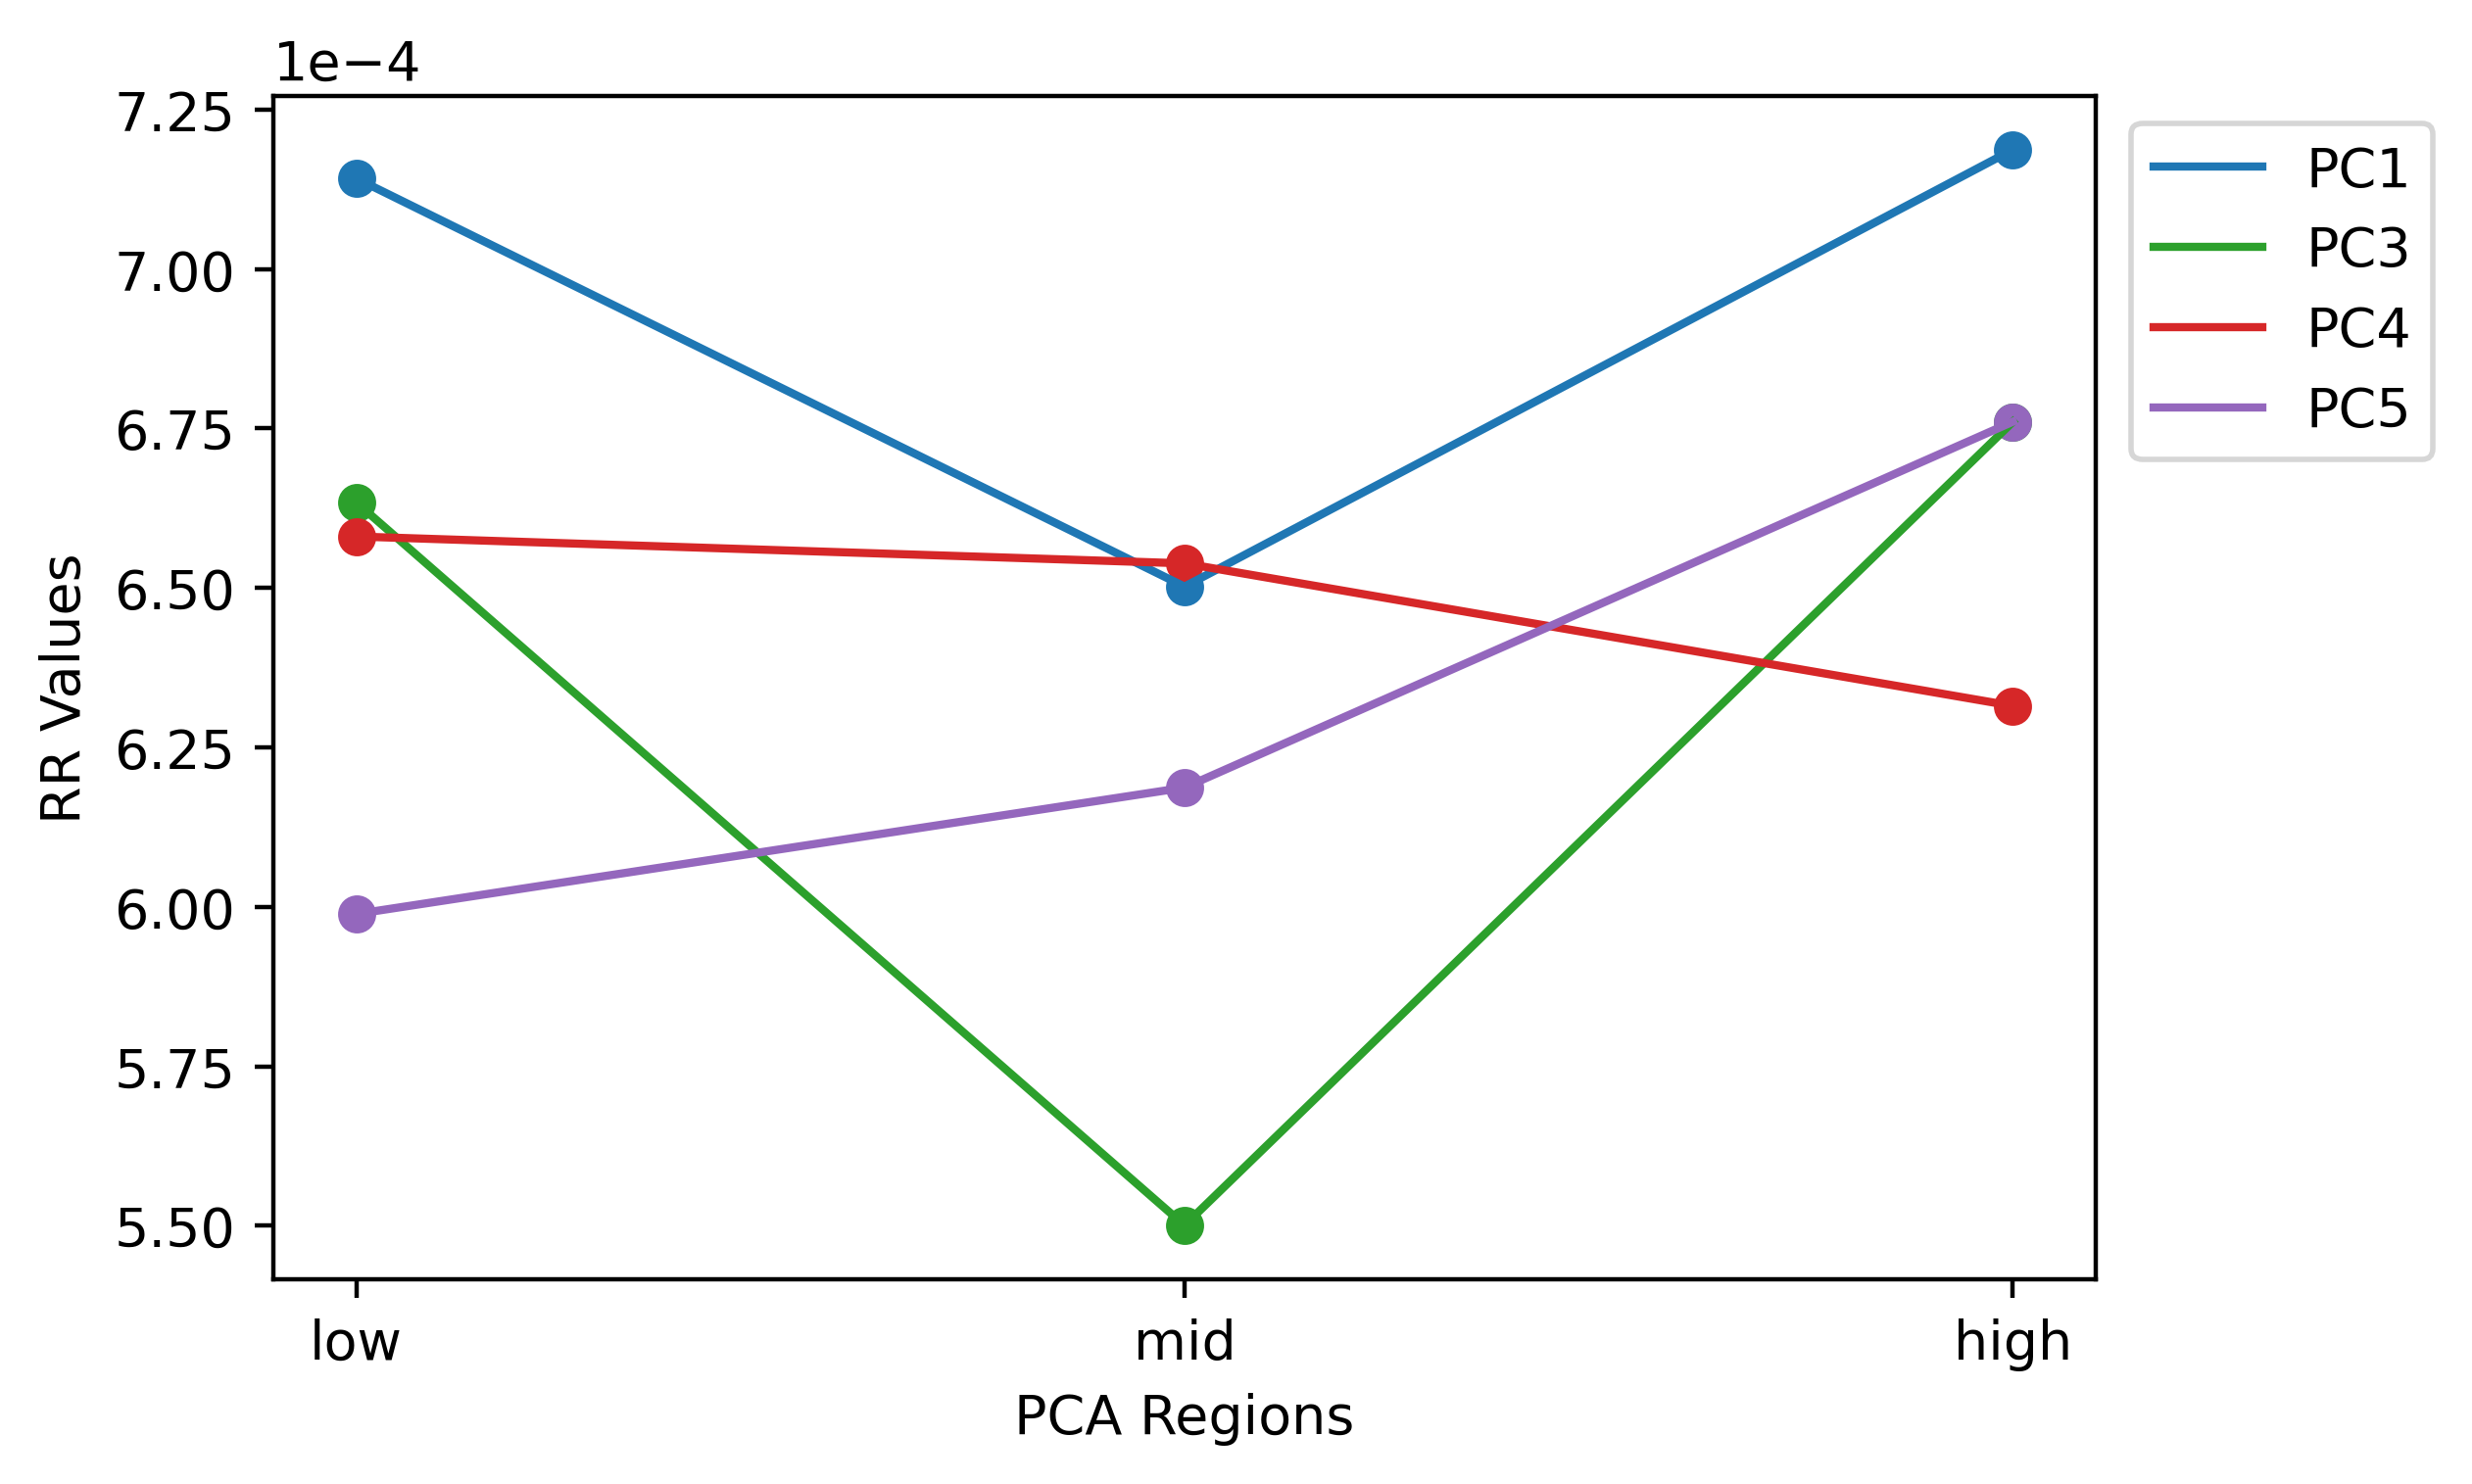 1e−4
7.25
7.00
6.75
6.50
6.25
6.00
5.75
5.50
RR Values
low mid high
PCA Regions
PC1
PC3
PC4
PC5